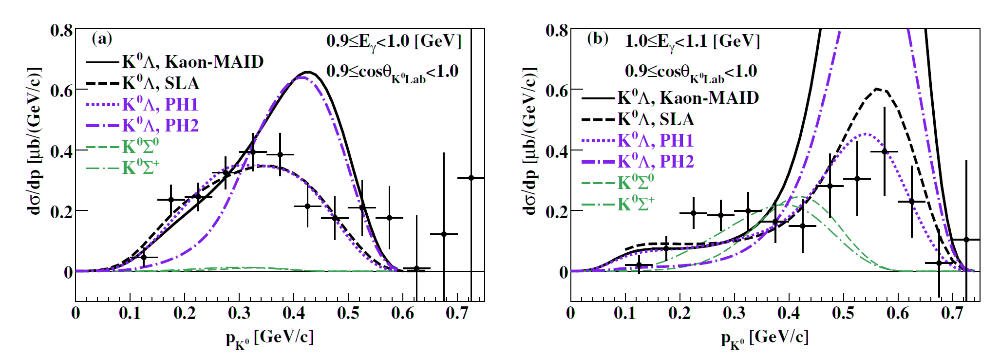 (a)
0.9≤Eγ<1.0 [GeV]
0.9≤cosθK⁰Lab<1.0
K⁰Λ, Kaon-MAID
K⁰Λ, SLA
K⁰Λ, PH1
K⁰Λ, PH2
K⁰Σ⁰
K⁰Σ⁺
dσ/dp [μb/(GeV/c)]
0.8
0.6
0.4
0.2
0
0 0.1 0.2 0.3 0.4 0.5 0.6 0.7
pK⁰ [GeV/c]
(b)
1.0≤Eγ<1.1 [GeV]
0.9≤cosθK⁰Lab<1.0
K⁰Λ, Kaon-MAID
K⁰Λ, SLA
K⁰Λ, PH1
K⁰Λ, PH2
K⁰Σ⁰
K⁰Σ⁺
dσ/dp [μb/(GeV/c)]
0.8
0.6
0.4
0.2
0
0 0.1 0.2 0.3 0.4 0.5 0.6 0.7
pK⁰ [GeV/c]